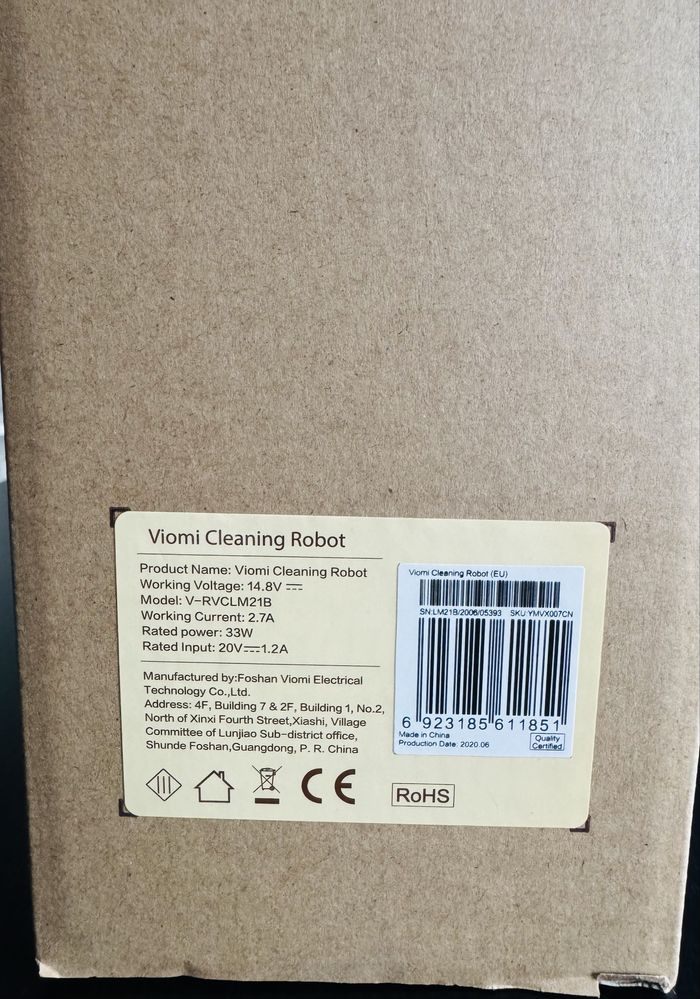 Viomi Cleaning Robot
Product Name: Viomi Cleaning Robot
Working Voltage: 14.8V
Model: V-RVCLM21B
Working Current: 2.7A
Rated power: 33W
Rated Input: 20V⎓1.2A
Manufactured by:Foshan Viomi Electrical
Technology Co.,Ltd.
Address: 4F, Building 7 & 2F, Building 1, No.2,
North of Xinxi Fourth Street,Xiashi, Village
Committee of Lunjiao Sub-district office,
Shunde Foshan,Guangdong, P. R. China
CE
RoHS
Viomi Cleaning Robot (EU)
SN:LM21B/2006/05393 SKU:YMVX007CN
6 923185 611851
Made in China
Production Date: 2020.06
Quality
Certified